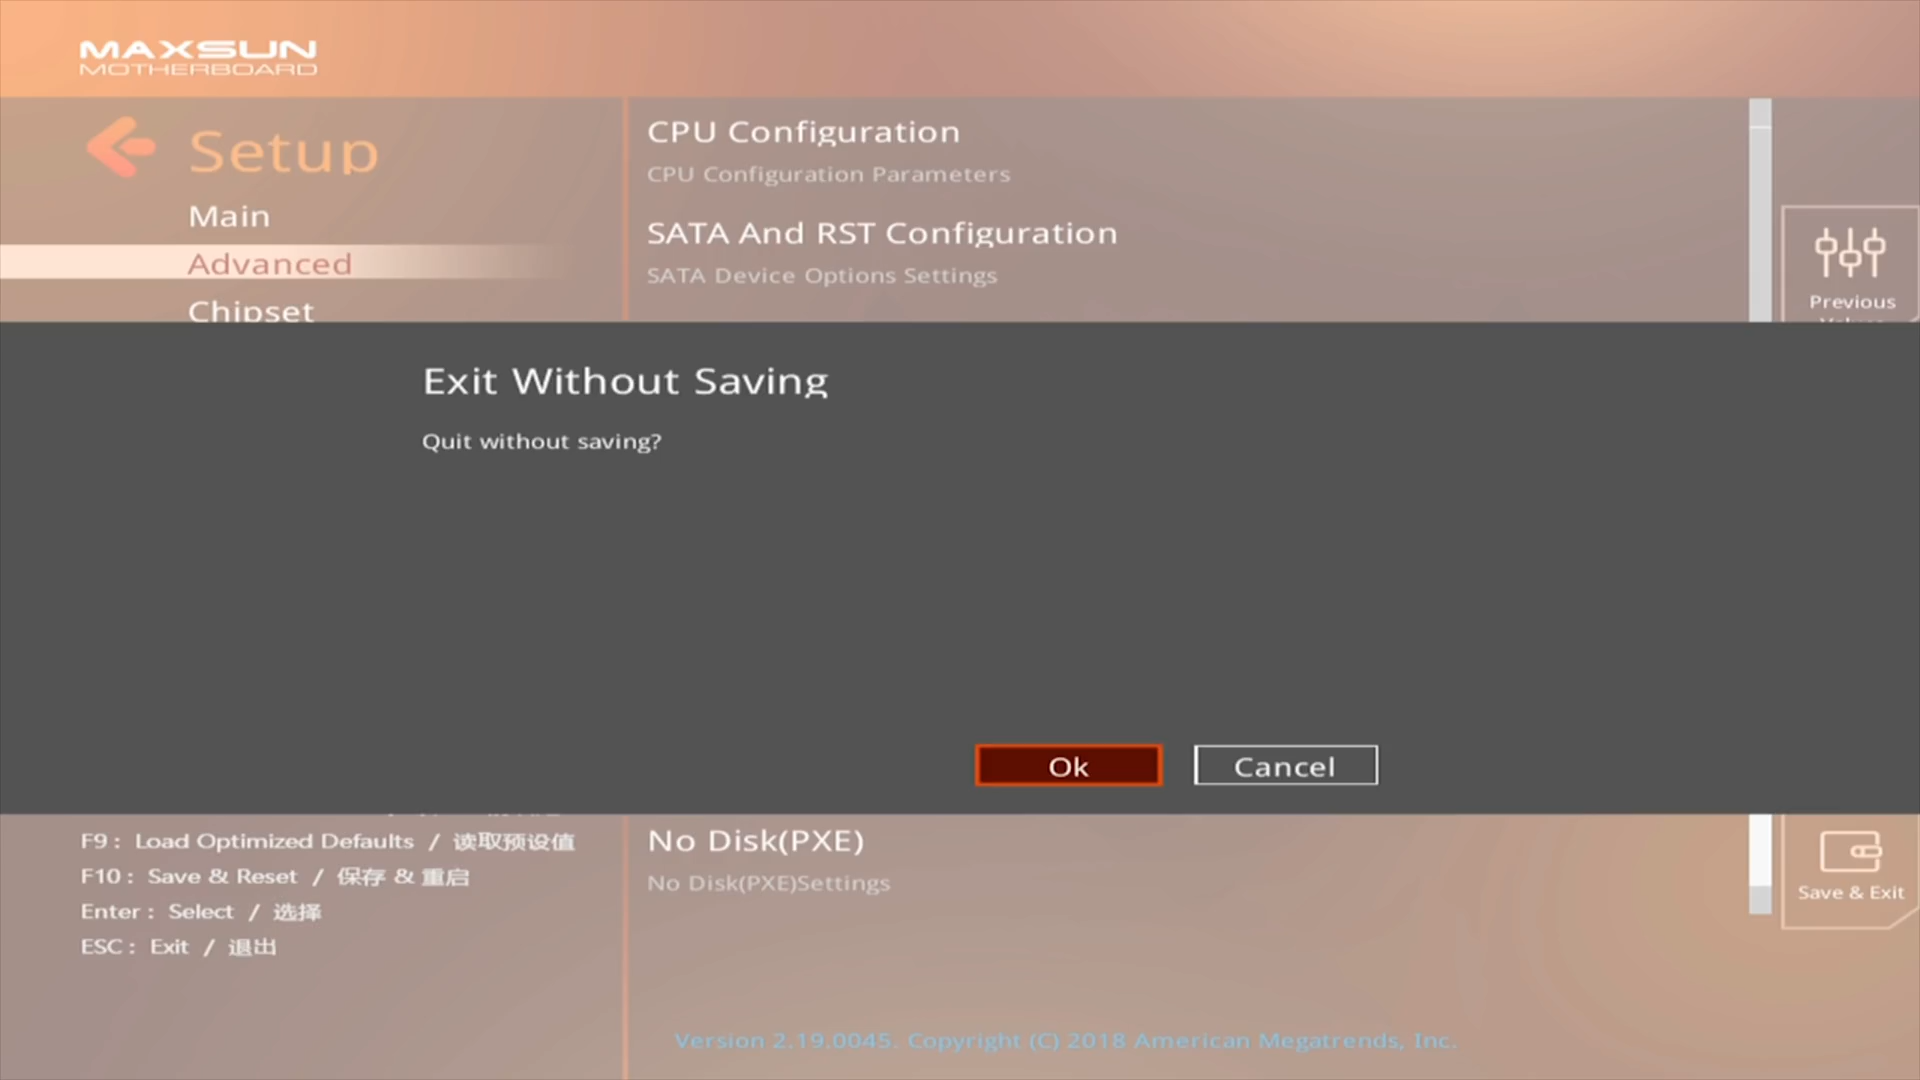 MAXSUN
MOTHERBOARD
Setup
Main
Advanced
Chipset
CPU Configuration
CPU Configuration Parameters
SATA And RST Configuration
SATA Device Options Settings
Previous
Exit Without Saving
Quit without saving?
Ok
Cancel
F9: Load Optimized Defaults / 读取预设值
F10: Save & Reset / 保存 & 重启
Enter: Select / 选择
ESC: Exit / 退出
No Disk(PXE)
No Disk(PXE)Settings
Save & Exit
Version 2.19.0045. Copyright (C) 2018 American Megatrends, Inc.